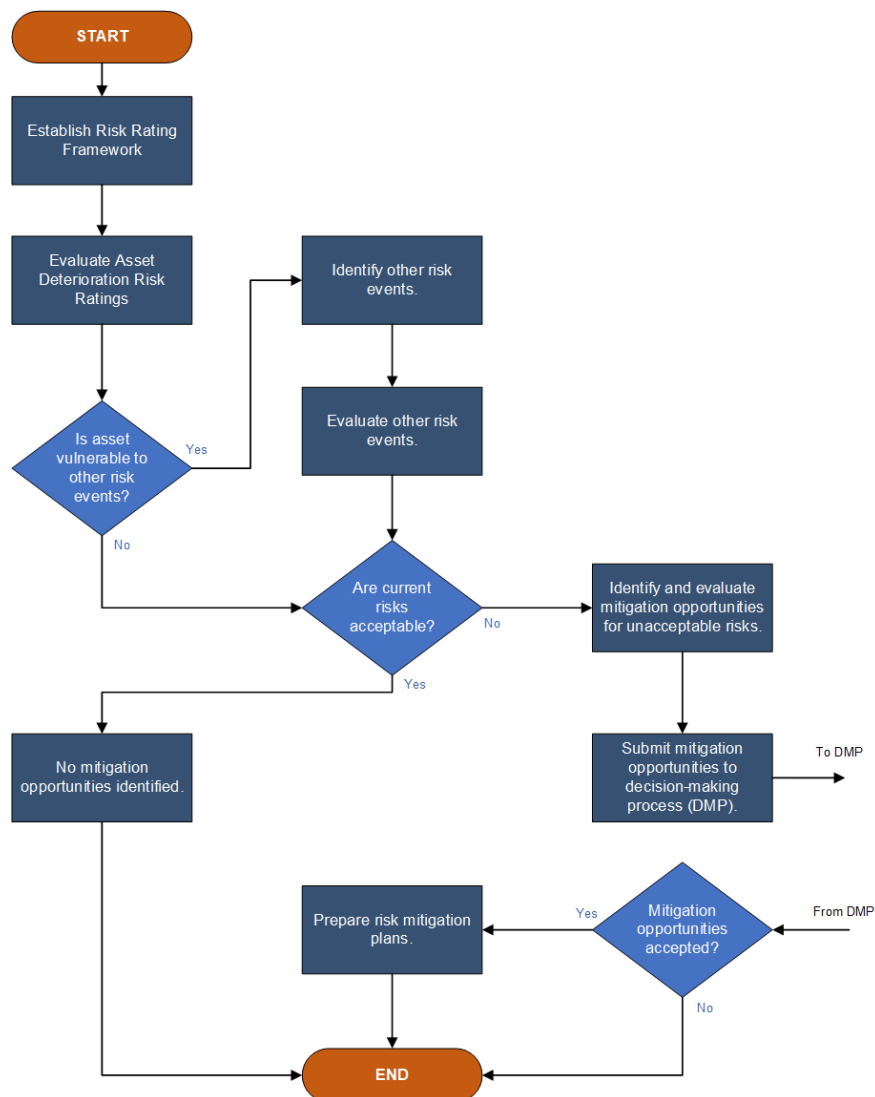 START
Establish Risk Rating
Framework
Evaluate Asset
Deterioration Risk
Ratings
Identify other risk
events.
Evaluate other risk
events.
Is asset
vulnerable to
other risk
events?
Yes
No
Are current
risks
acceptable?
No
Yes
Identify and evaluate
mitigation opportunities
for unacceptable risks.
No mitigation
opportunities identified.
Submit mitigation
opportunities to
decision-making
process (DMP).
To DMP
From DMP
Mitigation
opportunities
accepted?
Yes
No
Prepare risk mitigation
plans.
END